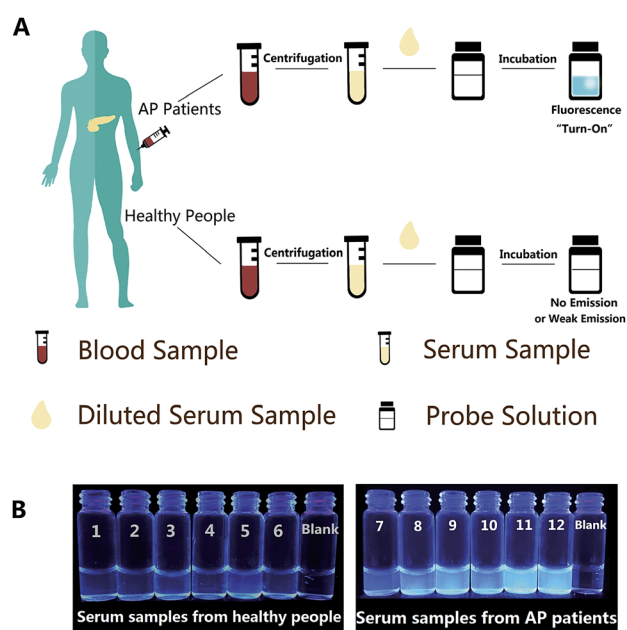 A
AP Patients
Centrifugation
Incubation
Fluorescence
“Turn-On”
Healthy People
Centrifugation
Incubation
No Emission
or Weak Emission
Blood Sample
Serum Sample
Diluted Serum Sample
Probe Solution
B
1 2 3 4 5 6 Blank
Serum samples from healthy people
7 8 9 10 11 12 Blank
Serum samples from AP patients